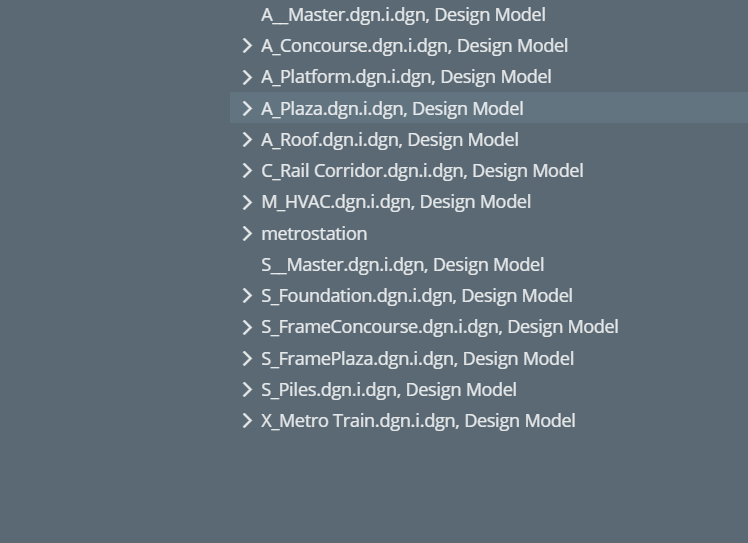 A__Master.dgn.i.dgn, Design Model
A_Concourse.dgn.i.dgn, Design Model
A_Platform.dgn.i.dgn, Design Model
A_Plaza.dgn.i.dgn, Design Model
A_Roof.dgn.i.dgn, Design Model
C_Rail Corridor.dgn.i.dgn, Design Model
M_HVAC.dgn.i.dgn, Design Model
metrostation
S__Master.dgn.i.dgn, Design Model
S_Foundation.dgn.i.dgn, Design Model
S_FrameConcourse.dgn.i.dgn, Design Model
S_FramePlaza.dgn.i.dgn, Design Model
S_Piles.dgn.i.dgn, Design Model
X_Metro Train.dgn.i.dgn, Design Model